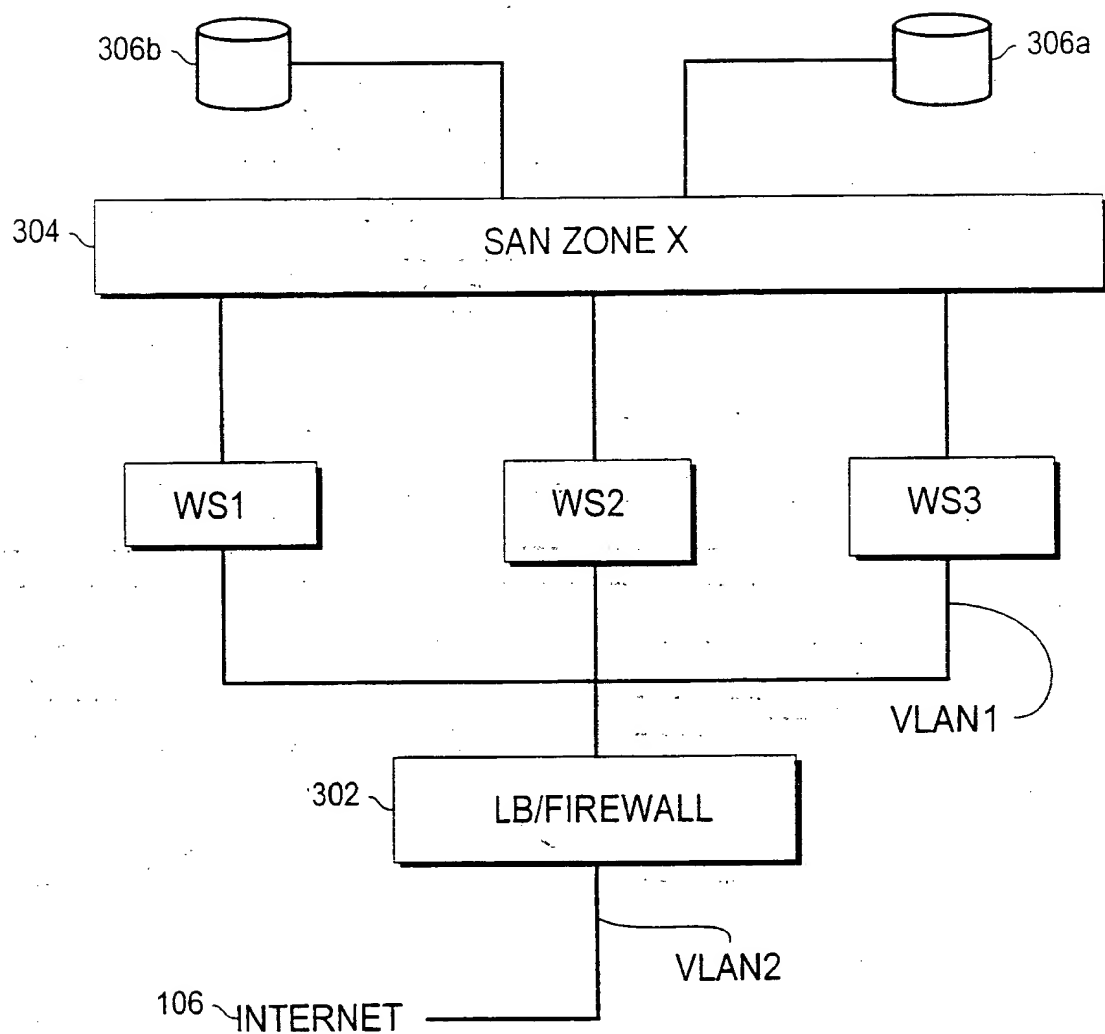 306b
306a
304
SAN ZONE X
WS1
WS2
WS3
VLAN1
302
LB/FIREWALL
VLAN2
106
INTERNET